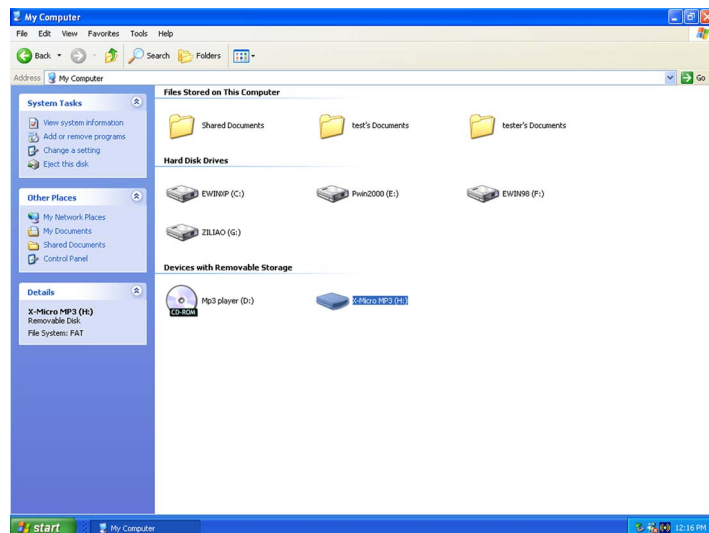 My Computer
File Edit View Favorites Tools Help
Back Search Folders
Address My Computer Go
System Tasks
View system information
Add or remove programs
Change a setting
Eject this disk
Other Places
My Network Places
My Documents
Shared Documents
Control Panel
Details
X-Micro MP3 (H:)
Removable Disk
File System: FAT
Files Stored on This Computer
Shared Documents test's Documents tester's Documents
Hard Disk Drives
EWINXP (C:) Pwin2000 (E:) EWIN98 (F:)
ZILIAO (G:)
Devices with Removable Storage
Mp3 player (D:) X-Micro MP3 (H:)
CD-ROM
start My Computer 12:16 PM